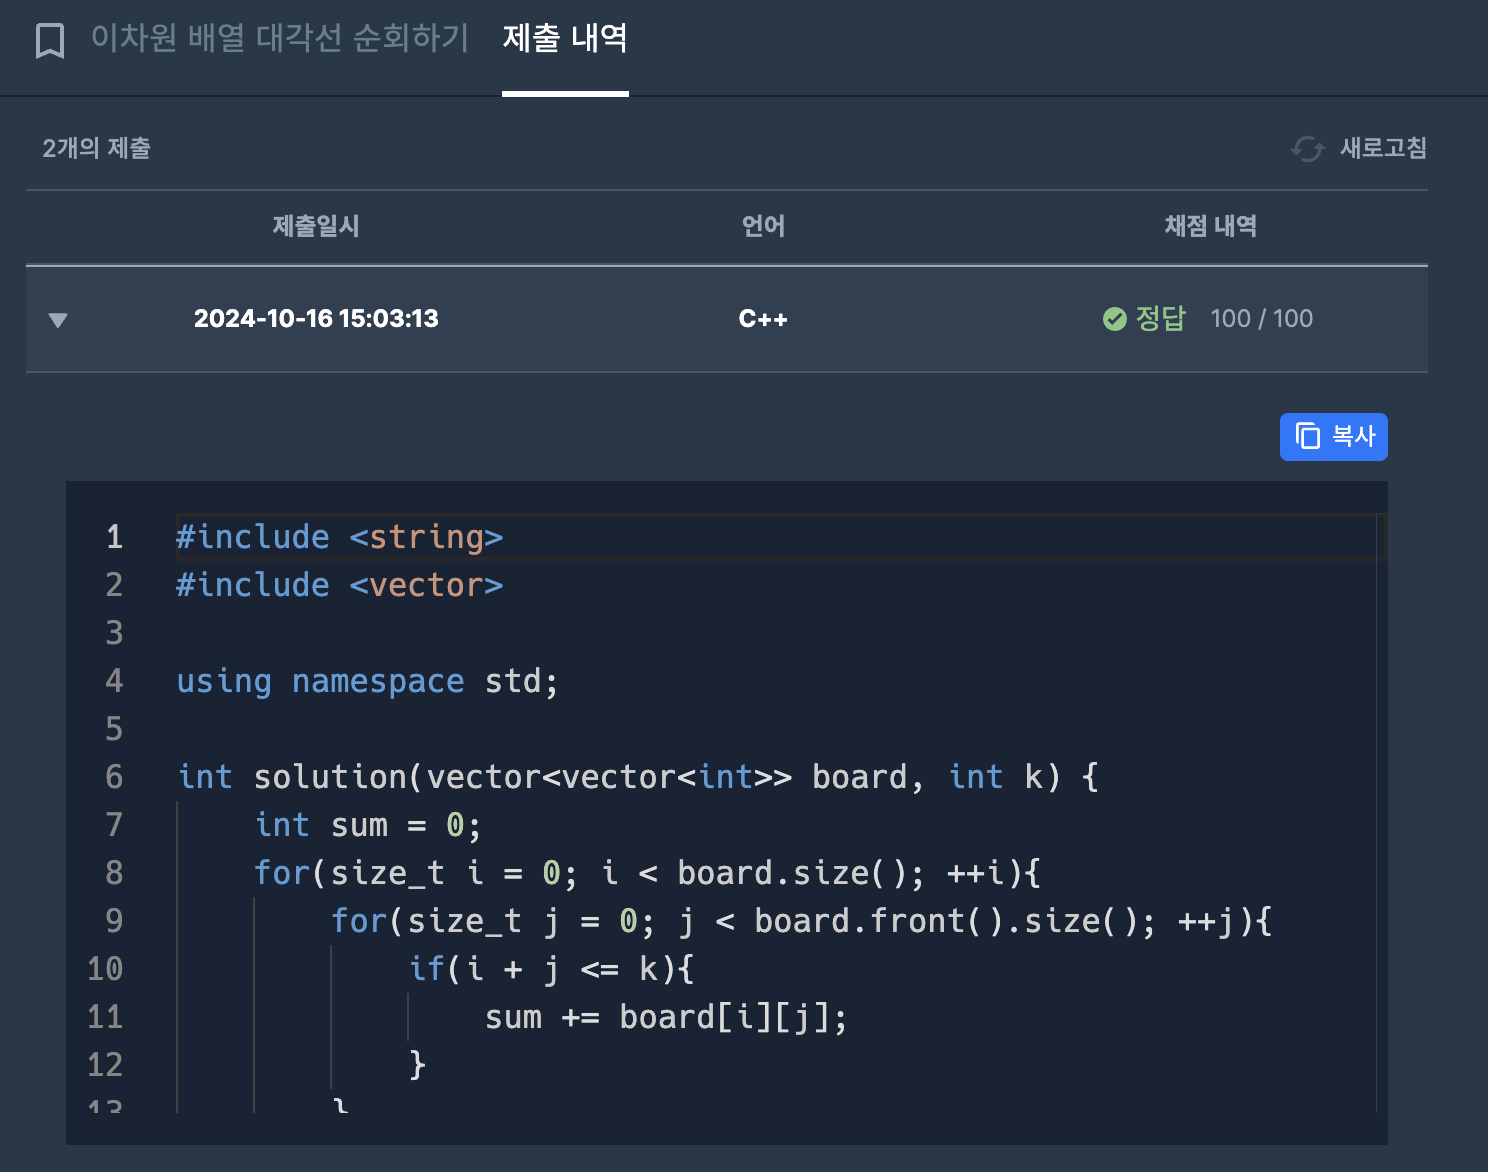 이차원 배열 대각선 순회하기 제출 내역
2개의 제출 새로고침
제출일시 언어 채점 내역
2024-10-16 15:03:13 C++ 정답 100 / 100
복사
1 #include <string>
2 #include <vector>
3
4 using namespace std;
5
6 int solution(vector<vector<int>> board, int k) {
7 int sum = 0;
8 for(size_t i = 0; i < board.size(); ++i){
9 for(size_t j = 0; j < board.front().size(); ++j){
10 if(i + j <= k){
11 sum += board[i][j];
12 }
13 }